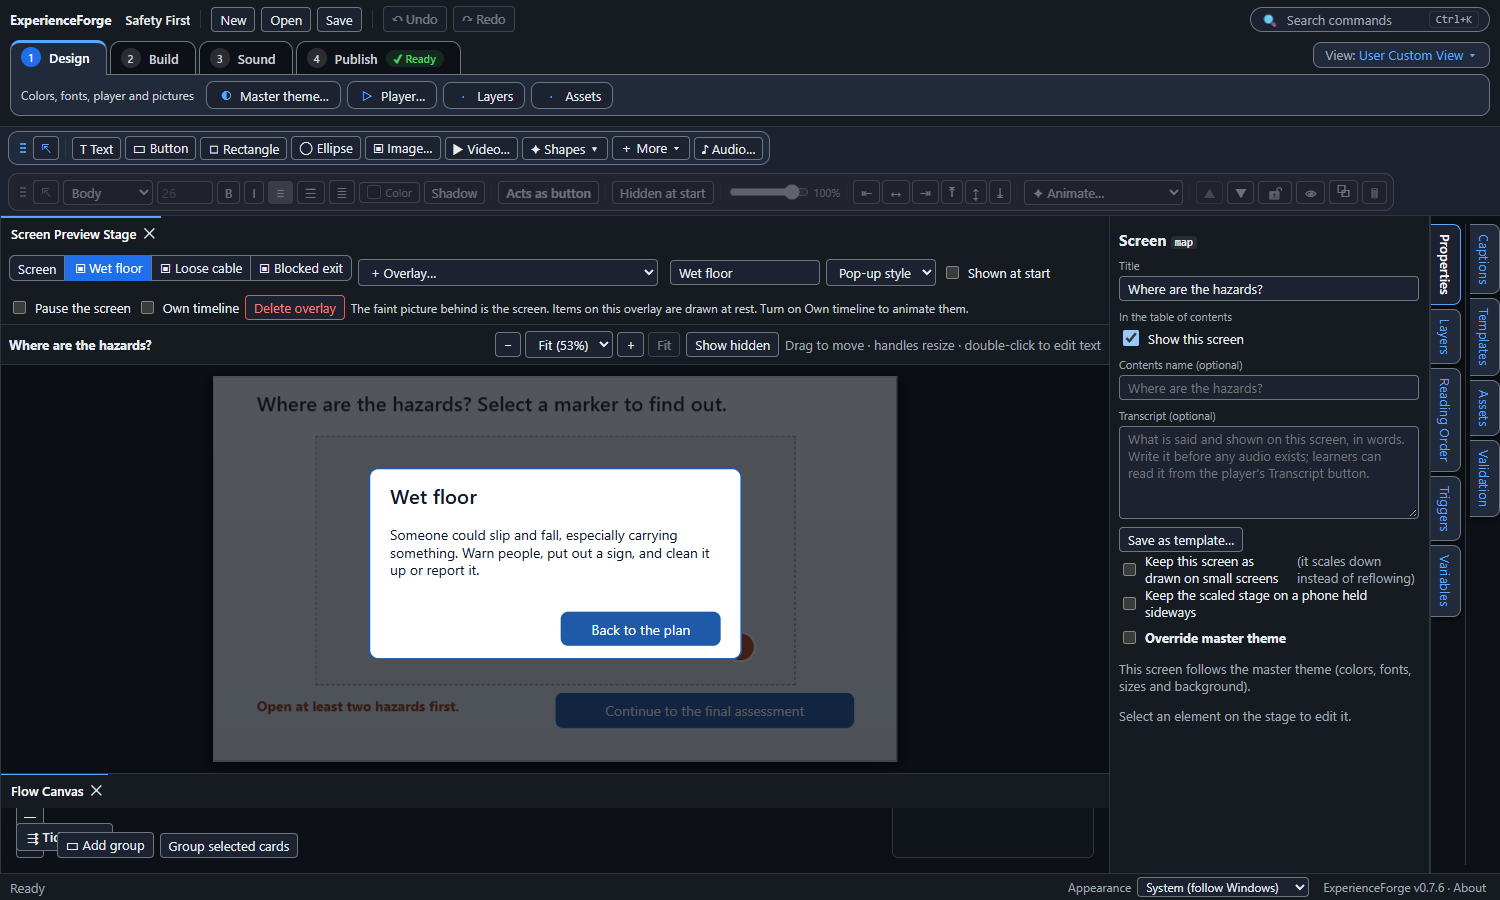 ExperienceForge Safety First New Open Save Undo Redo Search commands Ctrl+K
1 Design 2 Build 3 Sound 4 Publish ✓ Ready View: User Custom View
Colors, fonts, player and pictures Master theme... Player... Layers Assets
T Text Button Rectangle Ellipse Image... Video... Shapes + More Audio...
Body 26 B I Color Shadow Acts as button Hidden at start 100% Animate...
Screen Preview Stage
Screen Wet floor Loose cable Blocked exit + Overlay... Wet floor Pop-up style Shown at start
Pause the screen Own timeline Delete overlay The faint picture behind is the screen. Items on this overlay are drawn at rest. Turn on Own timeline to animate them.
Where are the hazards? − Fit (53%) + Fit Show hidden Drag to move · handles resize · double-click to edit text
Where are the hazards? Select a marker to find out.
Wet floor
Someone could slip and fall, especially carrying
something. Warn people, put out a sign, and clean it
up or report it.
Back to the plan
Open at least two hazards first.
Continue to the final assessment
Flow Canvas
Add group Group selected cards
Screen map
Title
Where are the hazards?
In the table of contents
Show this screen
Contents name (optional)
Where are the hazards?
Transcript (optional)
What is said and shown on this screen, in words.
Write it before any audio exists; learners can
read it from the player's Transcript button.
Save as template...
Keep this screen as
drawn on small screens
(it scales down
instead of reflowing)
Keep the scaled stage on a phone held
sideways
Override master theme
This screen follows the master theme (colors, fonts,
sizes and background).
Select an element on the stage to edit it.
Properties
Layers
Reading Order
Triggers
Variables
Captions
Templates
Assets
Validation
Ready Appearance System (follow Windows) ExperienceForge v0.7.6 · About